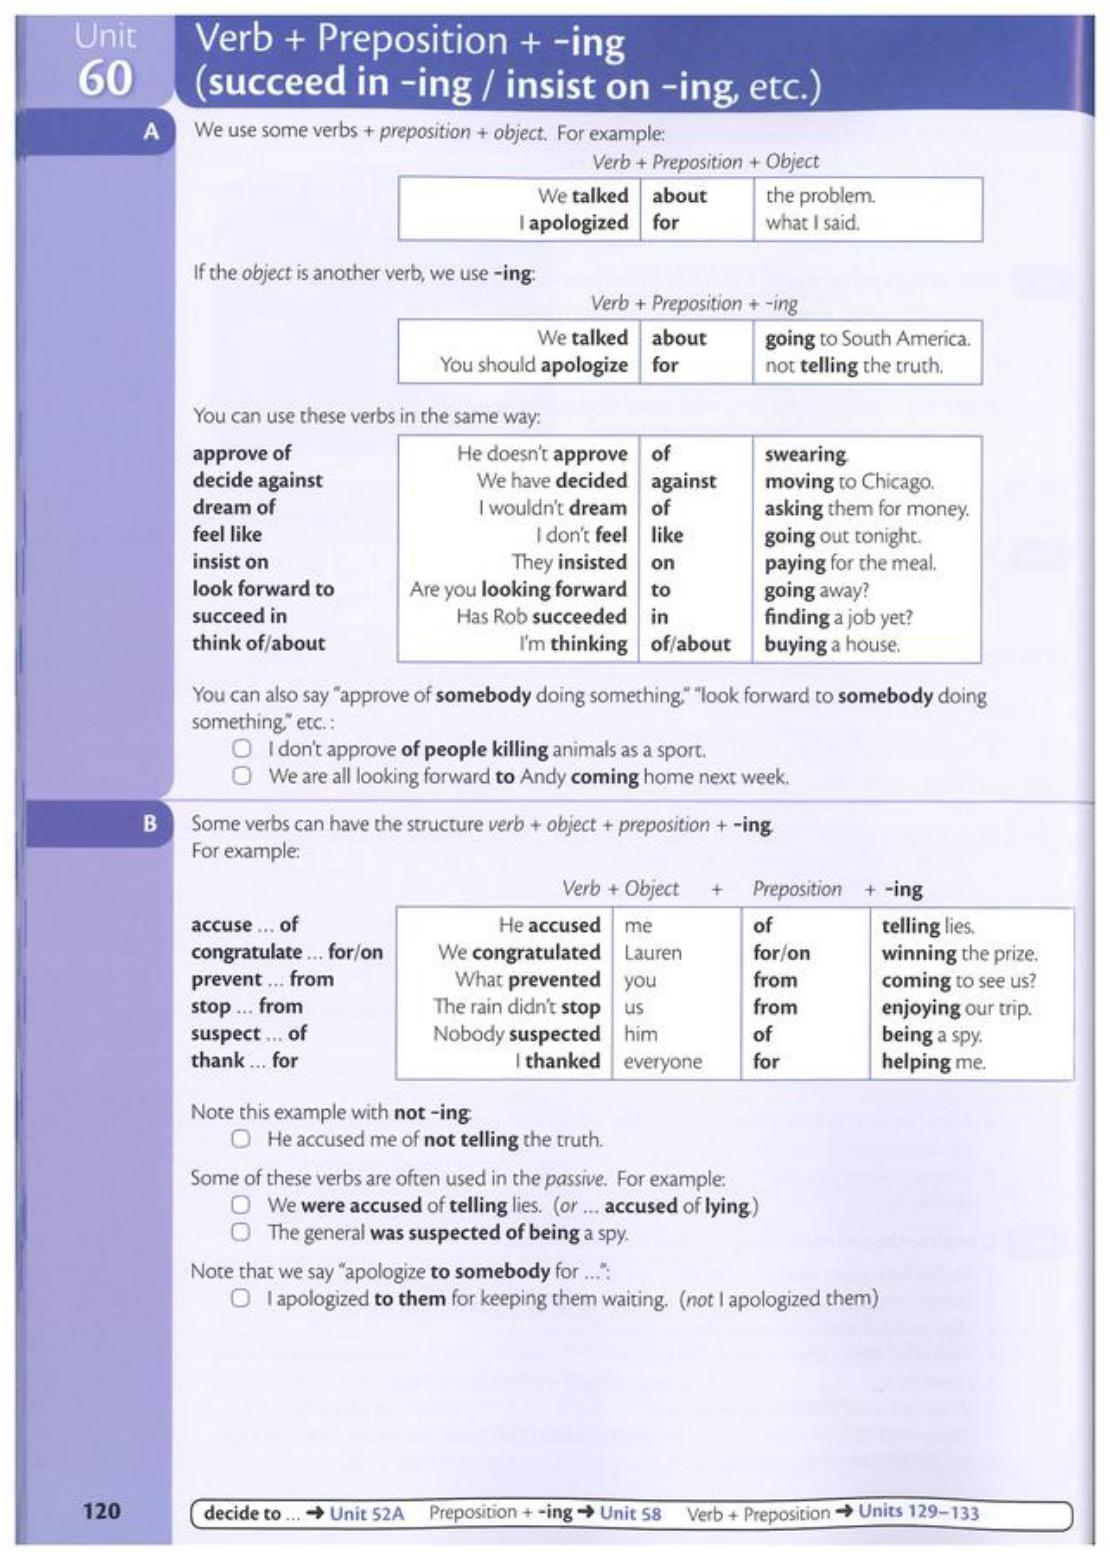 Unit
60
Verb + Preposition + -ing
(succeed in -ing / insist on -ing, etc.)
A
We use some verbs + preposition + object. For example:
Verb + Preposition + Object
We talked about the problem.
I apologized for what I said.
If the object is another verb, we use -ing:
Verb + Preposition + -ing
We talked about going to South America.
You should apologize for not telling the truth.
You can use these verbs in the same way:
approve of He doesn't approve of swearing.
decide against We have decided against moving to Chicago.
dream of I wouldn't dream of asking them for money.
feel like I don't feel like going out tonight.
insist on They insisted on paying for the meal.
look forward to Are you looking forward to going away?
succeed in Has Rob succeeded in finding a job yet?
think of/about I'm thinking of/about buying a house.
You can also say "approve of somebody doing something," "look forward to somebody doing
something," etc. :
I don't approve of people killing animals as a sport.
We are all looking forward to Andy coming home next week.
B
Some verbs can have the structure verb + object + preposition + -ing.
For example:
Verb + Object + Preposition + -ing
accuse ... of He accused me of telling lies.
congratulate ... for/on We congratulated Lauren for/on winning the prize.
prevent ... from What prevented you from coming to see us?
stop ... from The rain didn't stop us from enjoying our trip.
suspect ... of Nobody suspected him of being a spy.
thank ... for I thanked everyone for helping me.
Note this example with not -ing:
He accused me of not telling the truth.
Some of these verbs are often used in the passive. For example:
We were accused of telling lies. (or ... accused of lying.)
The general was suspected of being a spy.
Note that we say "apologize to somebody for ...":
I apologized to them for keeping them waiting. (not I apologized them)
120
decide to ... ➜ Unit 52A Preposition + -ing ➜ Unit 58 Verb + Preposition ➜ Units 129–133